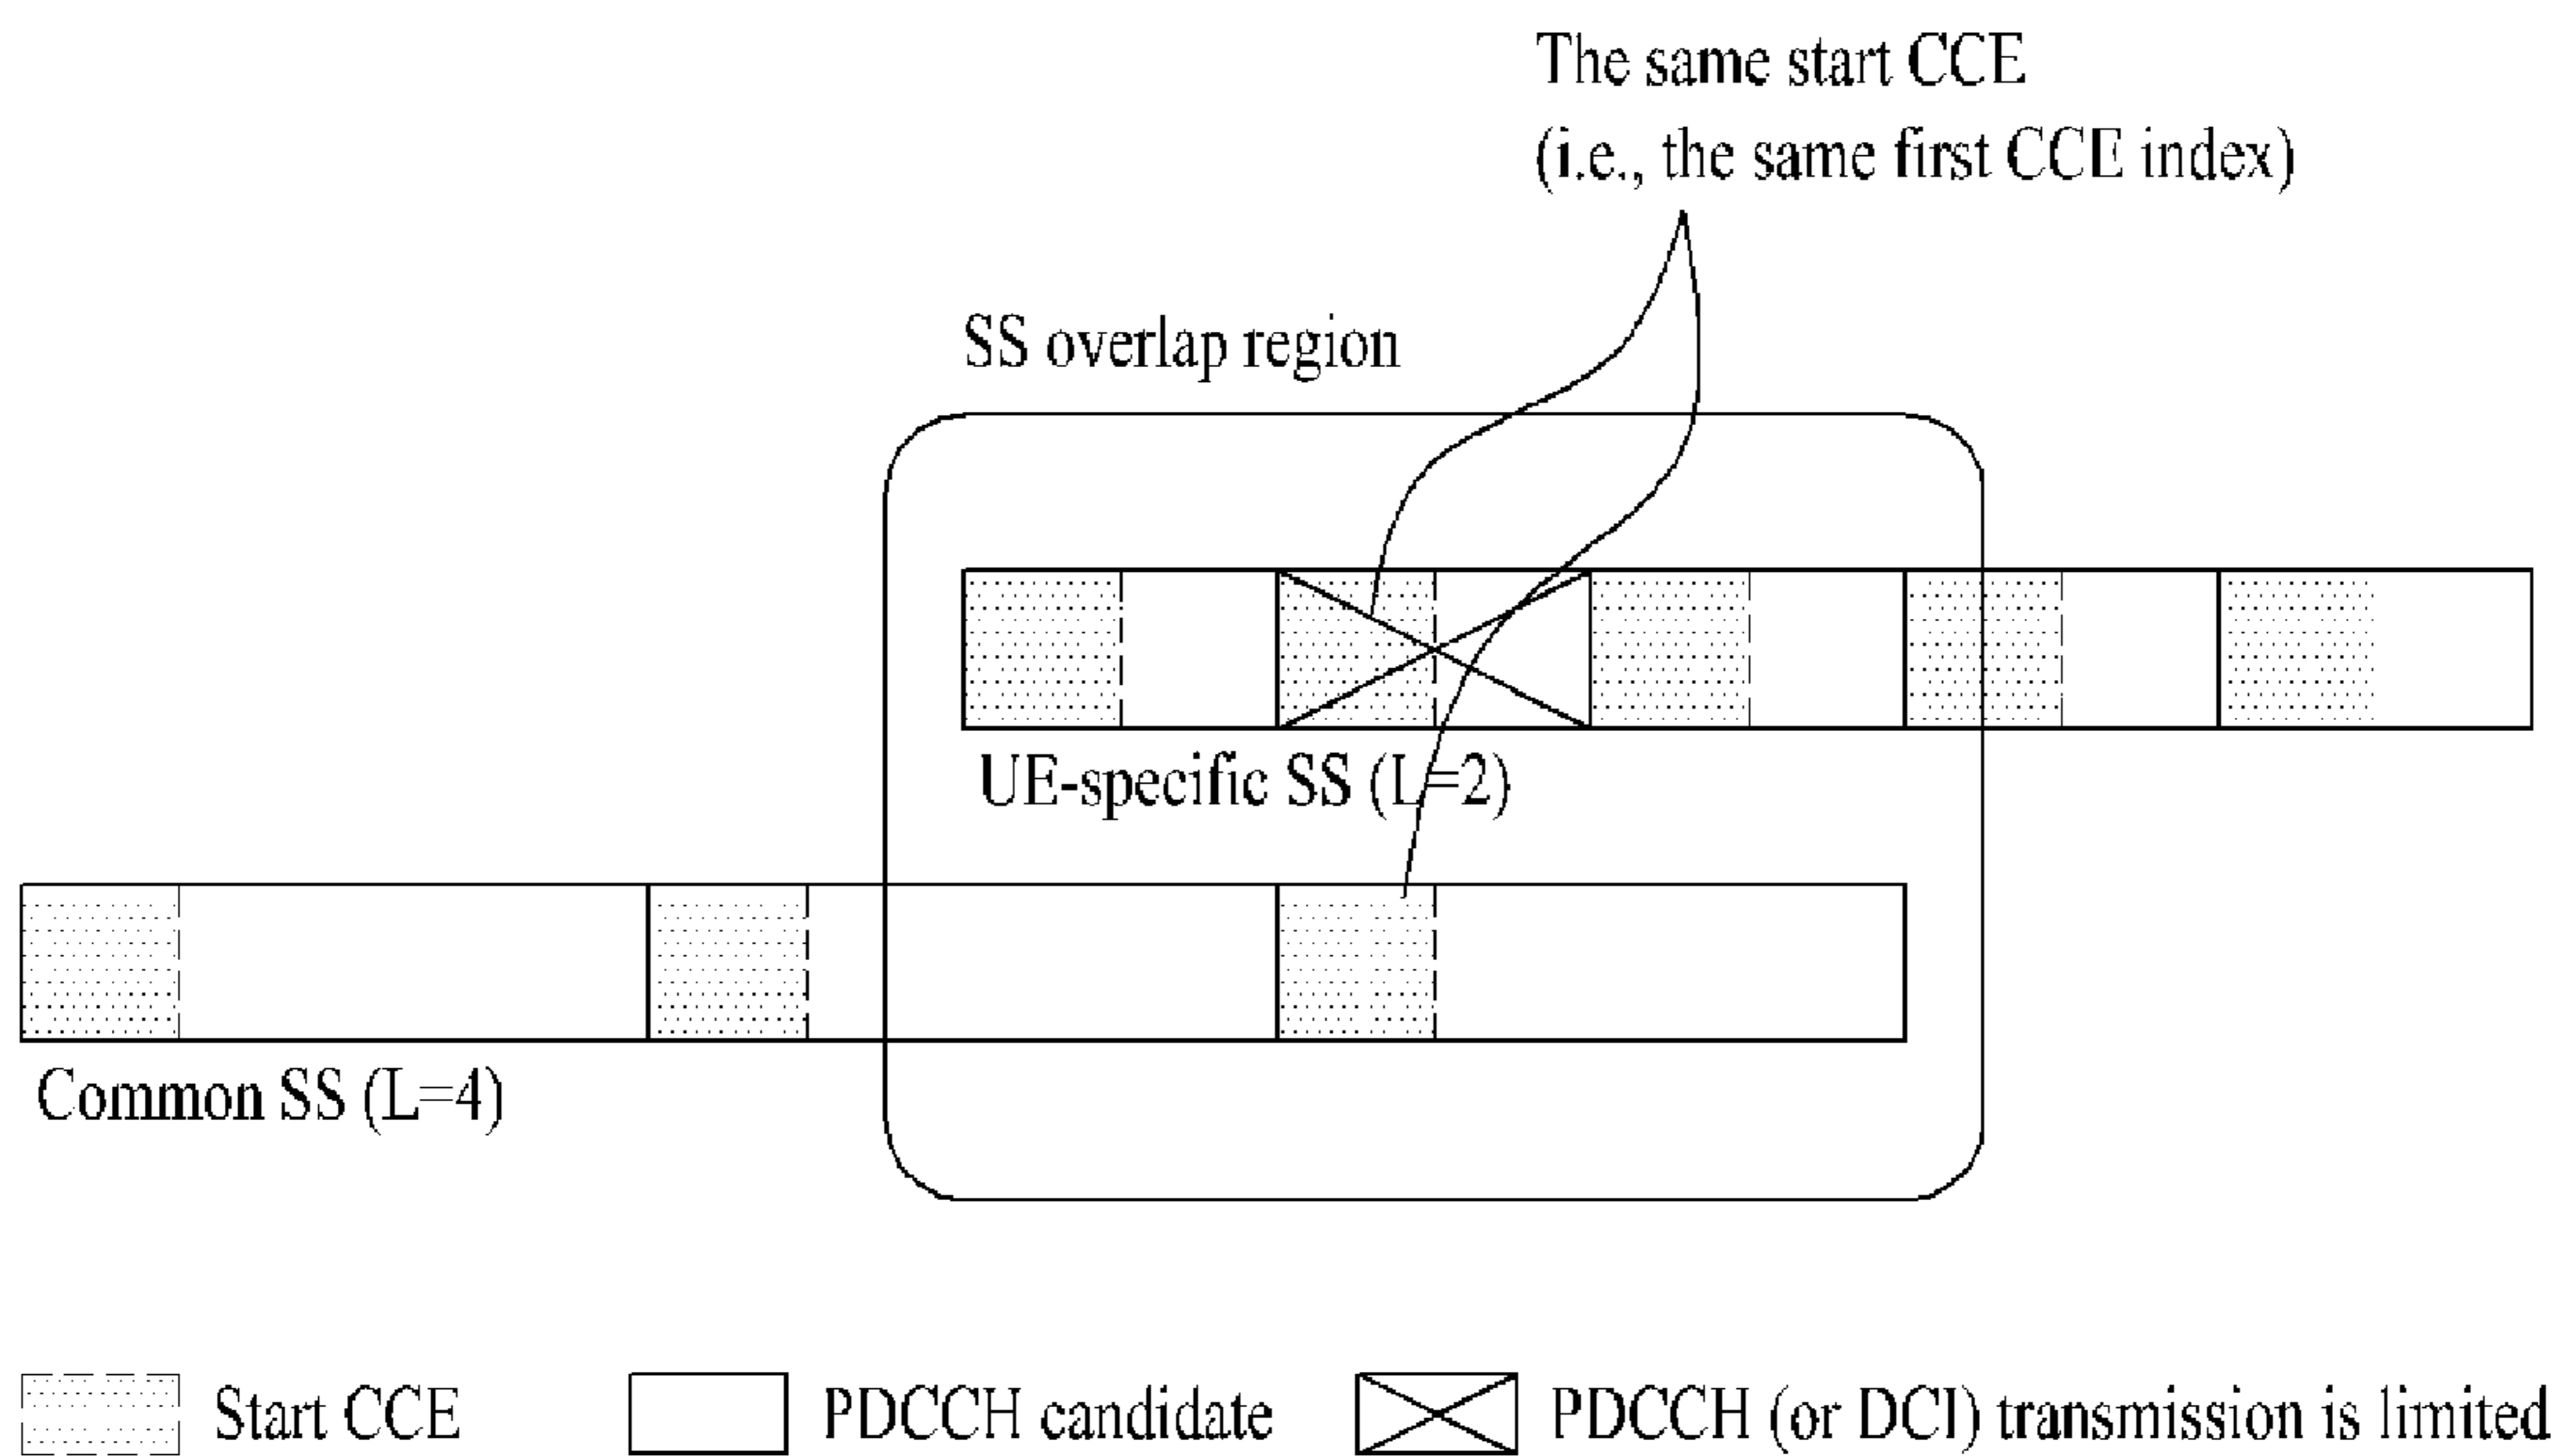 The same start CCE
(i.e., the same first CCE index)
SS overlap region
UE-specific SS (L=2)
Common SS (L=4)
Start CCE
PDCCH candidate
PDCCH (or DCI) transmission is limited